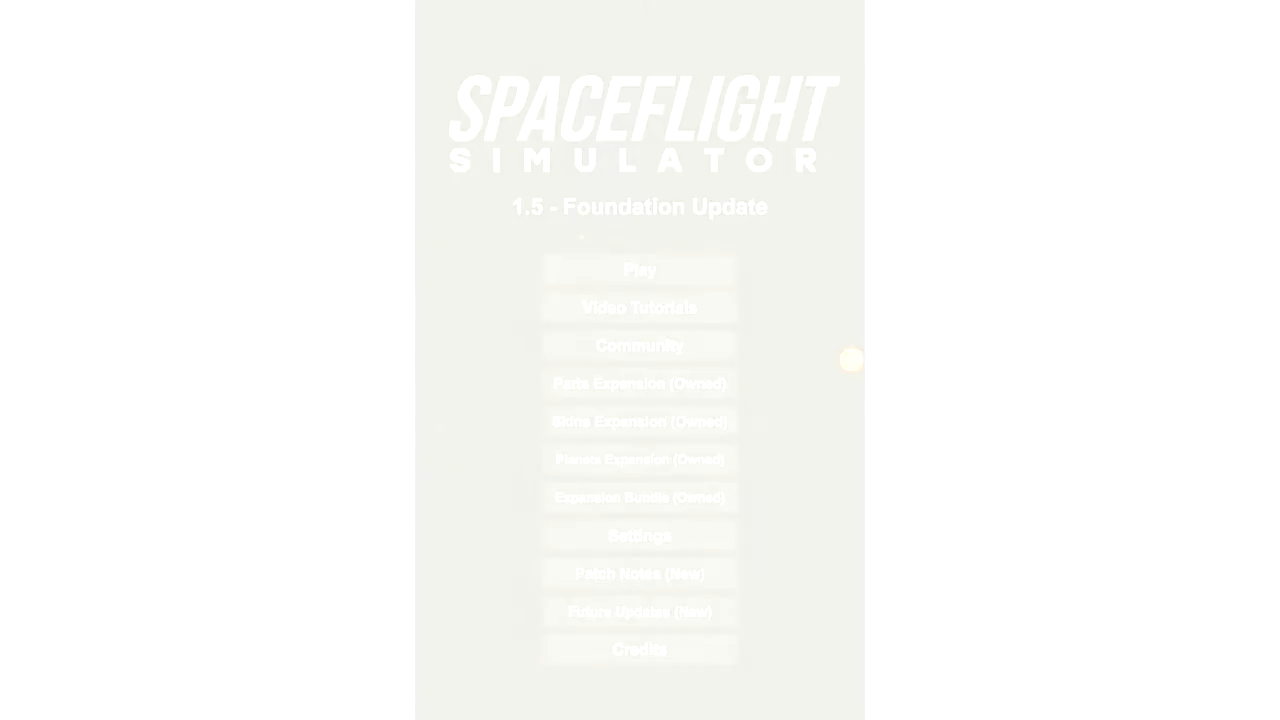 SPACEFLIGHT
SIMULATOR
1.5 - Foundation Update
Play
Video Tutorials
Community
Parts Expansion (Owned)
Skins Expansion (Owned)
Planets Expansion (Owned)
Expansion Bundle (Owned)
Settings
Patch Notes (New)
Future Updates (New)
Credits